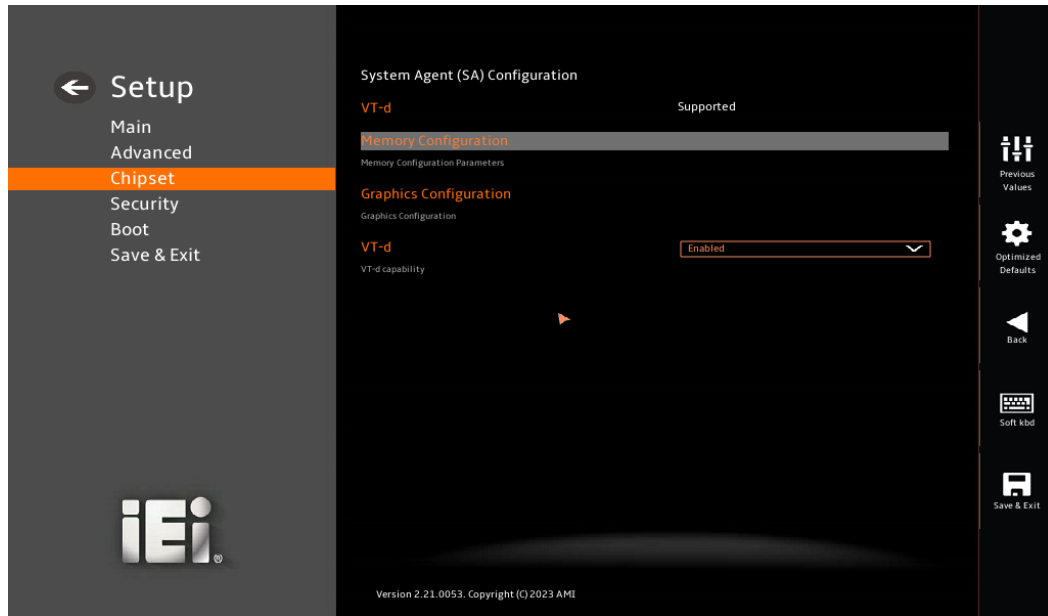 Setup
Main
Advanced
Chipset
Security
Boot
Save & Exit
iEi®
System Agent (SA) Configuration
VT-d Supported
Memory Configuration
Memory Configuration Parameters
Graphics Configuration
Graphics Configuration
VT-d Enabled
VT-d capability
Version 2.21.0053. Copyright (C) 2023 AMI
Previous
Values
Optimized
Defaults
Back
Soft kbd
Save & Exit